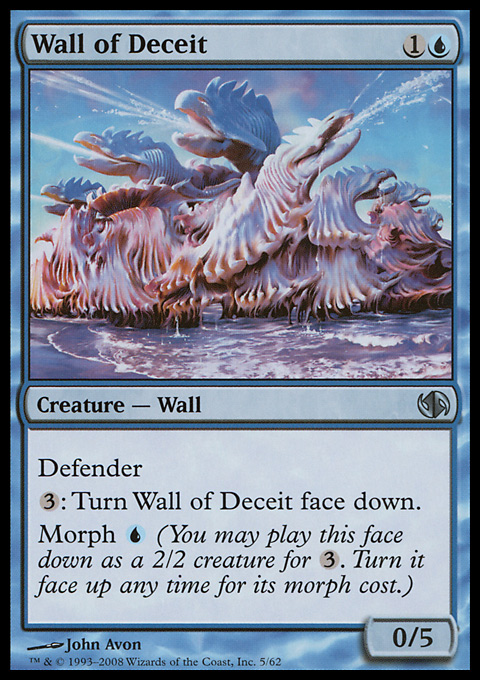 Wall of Deceit 1
Creature — Wall
Defender
3: Turn Wall of Deceit face down.
Morph (You may play this face
down as a 2/2 creature for 3. Turn it
face up any time for its morph cost.)
John Avon
0/5
™ & © 1993–2008 Wizards of the Coast, Inc. 5/62